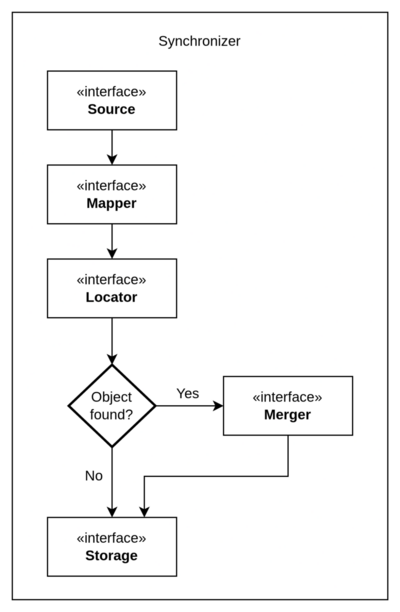 Synchronizer
«interface»
Source
«interface»
Mapper
«interface»
Locator
Object
found?
Yes
«interface»
Merger
No
«interface»
Storage